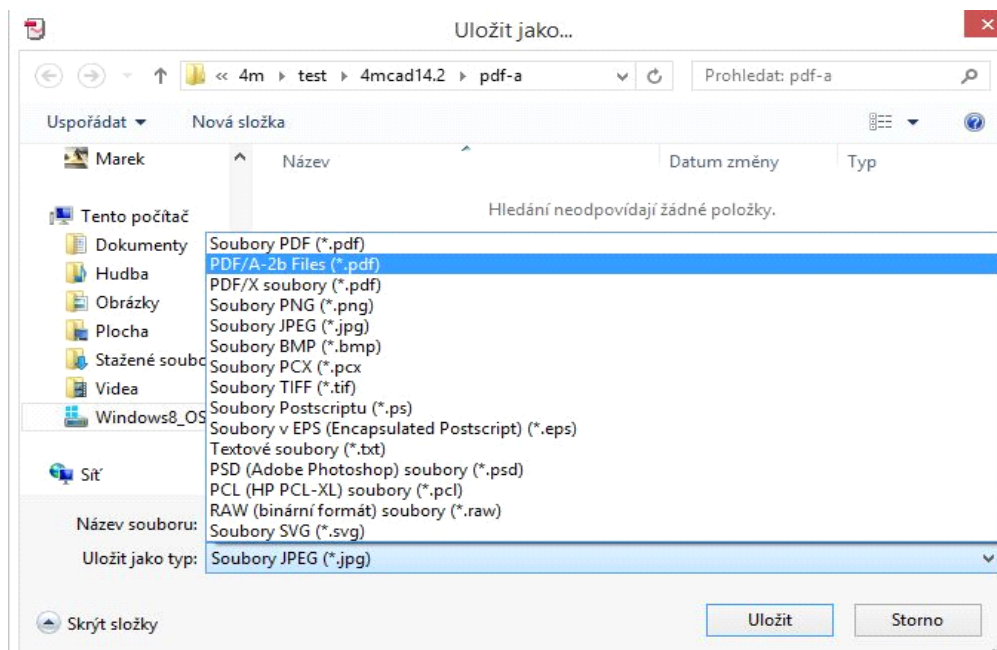 Uložit jako...
« 4m ▸ test ▸ 4mcad14.2 ▸ pdf-a
Prohledat: pdf-a
Uspořádat Nová složka
Marek
Název Datum změny Typ
Hledání neodpovídají žádné položky.
Tento počítač
Dokumenty
Hudba
Obrázky
Plocha
Stažené soubo
Videa
Windows8_OS
Síť
Soubory PDF (*.pdf)
PDF/A-2b Files (*.pdf)
PDF/X soubory (*.pdf)
Soubory PNG (*.png)
Soubory JPEG (*.jpg)
Soubory BMP (*.bmp)
Soubory PCX (*.pcx
Soubory TIFF (*.tif)
Soubory Postscriptu (*.ps)
Soubory v EPS (Encapsulated Postscript) (*.eps)
Textové soubory (*.txt)
PSD (Adobe Photoshop) soubory (*.psd)
PCL (HP PCL-XL) soubory (*.pcl)
RAW (binární formát) soubory (*.raw)
Soubory SVG (*.svg)
Název souboru:
Uložit jako typ: Soubory JPEG (*.jpg)
Skrýt složky
Uložit Storno